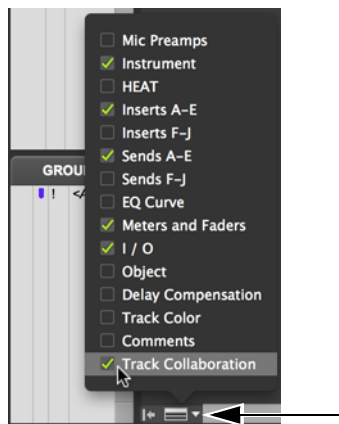 Mic Preamps
Instrument
HEAT
Inserts A-E
Inserts F-J
Sends A-E
Sends F-J
EQ Curve
Meters and Faders
I / O
Object
Delay Compensation
Track Color
Comments
Track Collaboration
GROU
!